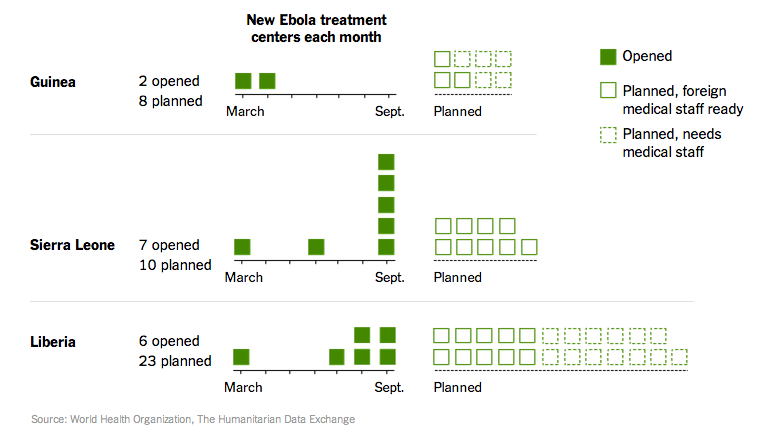 New Ebola treatment
centers each month
Opened
Planned, foreign
medical staff ready
Planned, needs
medical staff
Guinea
2 opened
8 planned
March
Sept.
Planned
Sierra Leone
7 opened
10 planned
March
Sept.
Planned
Liberia
6 opened
23 planned
March
Sept.
Planned
Source: World Health Organization, The Humanitarian Data Exchange